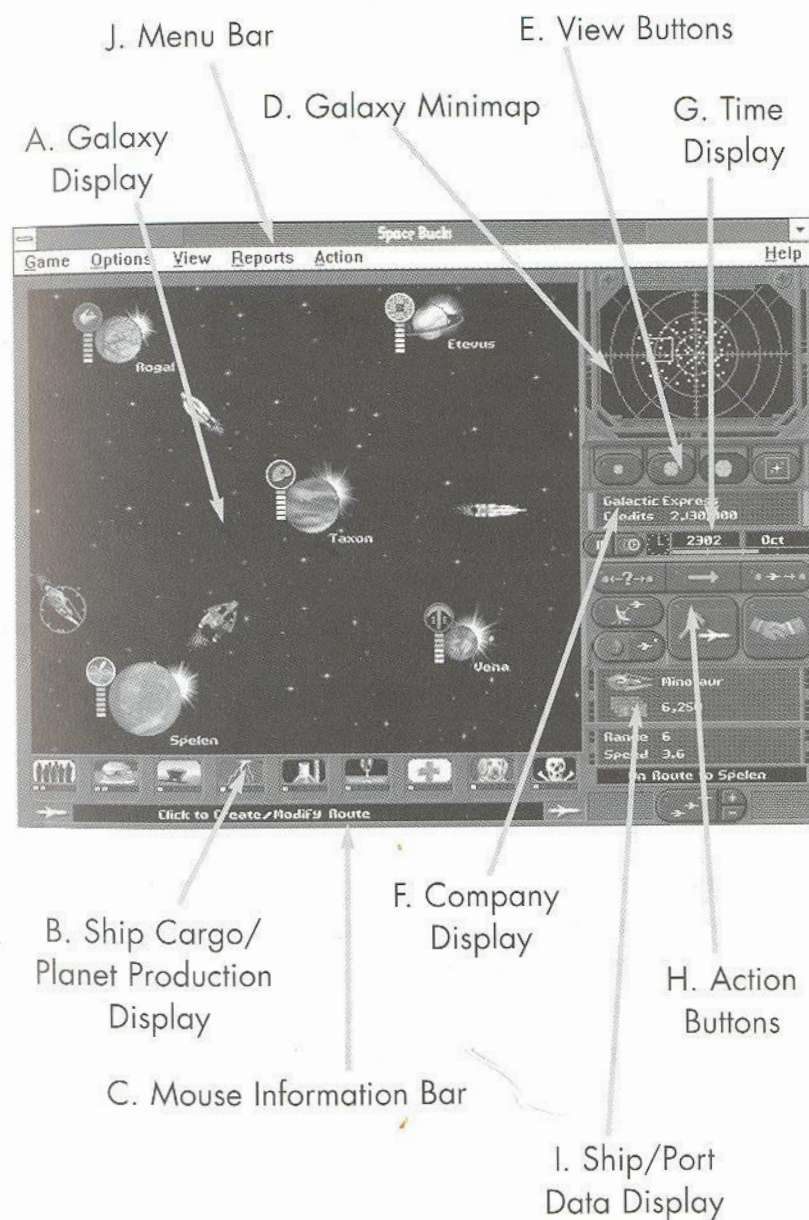 J. Menu Bar
E. View Buttons
D. Galaxy Minimap
G. Time
Display
A. Galaxy
Display
Space Bucks
Game Options View Reports Action Help
Rogal
Etevus
Taxon
Galactic Express
Credits 2,130,000
2302 Oct
Vena
Spelen
Minotaur
6,250
Range 6
Speed 3.6
On Route to Spelen
Click to Create/Modify Route
B. Ship Cargo/
Planet Production
Display
F. Company
Display
H. Action
Buttons
C. Mouse Information Bar
I. Ship/Port
Data Display